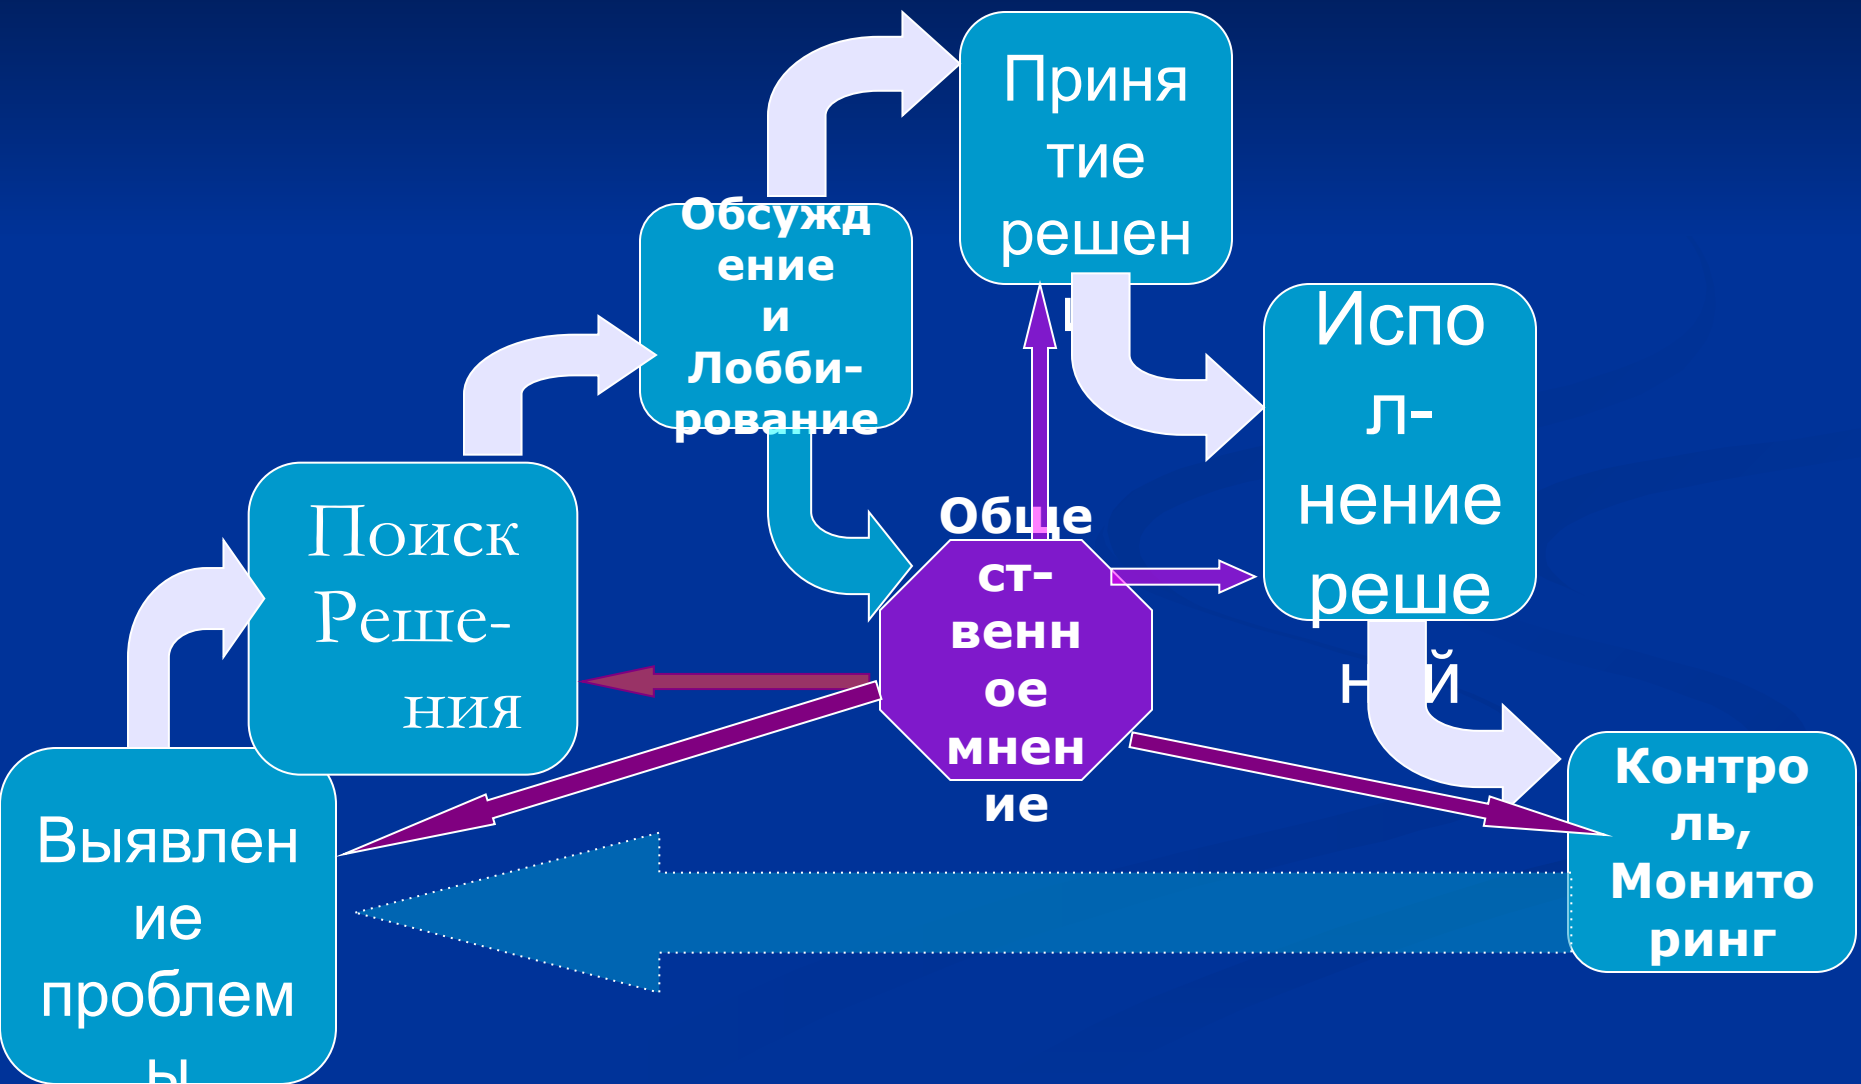 Приня
тие
решен
Обсужд
ение
и
Лобби-
рование
Испо
л-
нение
реше
ний
Поиск
Реше-
ния
Обще
ст-
венн
ое
мнен
ие
Выявлен
ие
проблем
ы
Контро
ль,
Монито
ринг